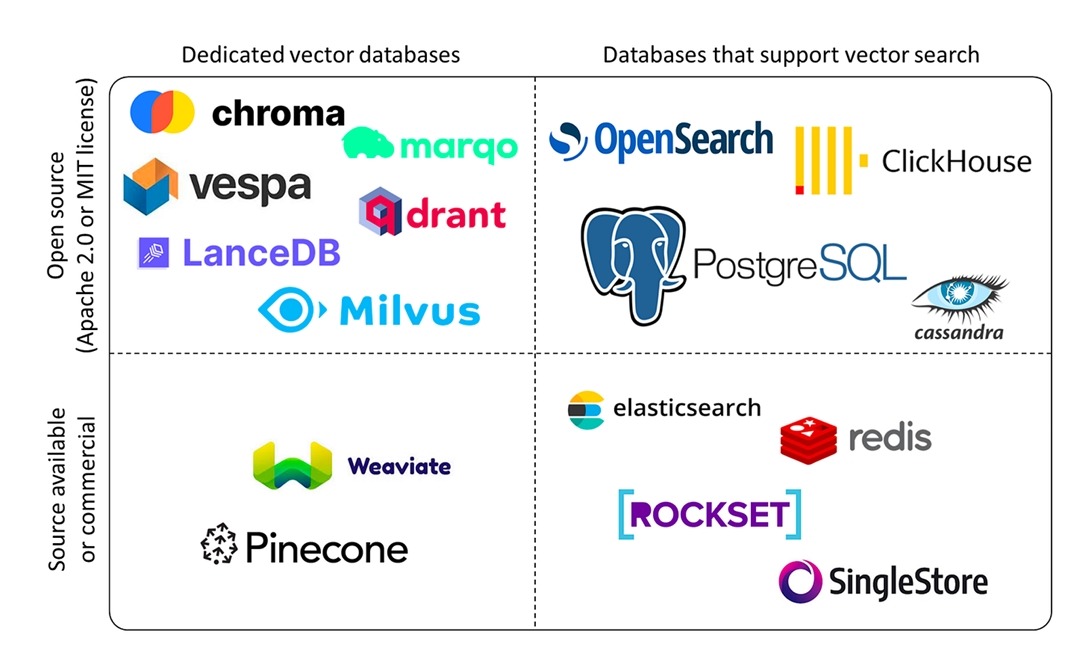 Dedicated vector databases
Databases that support vector search
Open source
(Apache 2.0 or MIT license)
chroma
marqo
vespa
qdrant
LanceDB
Milvus
OpenSearch
ClickHouse
PostgreSQL
cassandra
Source available
or commercial
Weaviate
Pinecone
elasticsearch
redis
[ROCKSET]
SingleStore